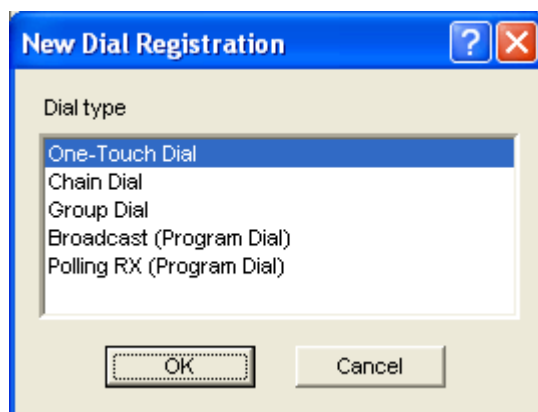 New Dial Registration
Dial type
One-Touch Dial
Chain Dial
Group Dial
Broadcast (Program Dial)
Polling RX (Program Dial)
OK Cancel